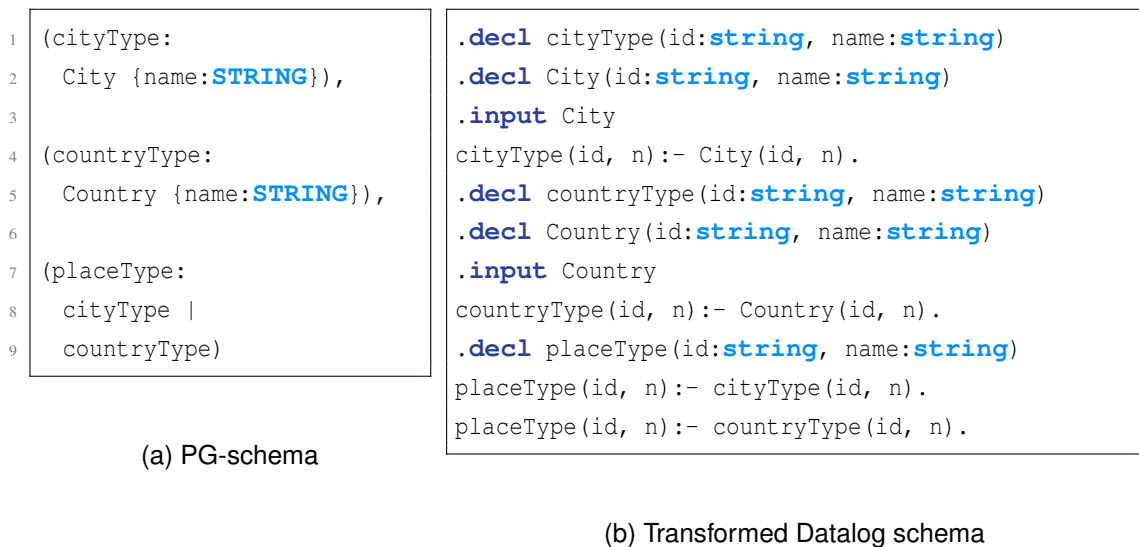 1 (cityType:
2 City {name:STRING}),
3
4 (countryType:
5 Country {name:STRING}),
6
7 (placeType:
8 cityType |
9 countryType)
(a) PG-schema
.decl cityType(id:string, name:string)
.decl City(id:string, name:string)
.input City
cityType(id, n):- City(id, n).
.decl countryType(id:string, name:string)
.decl Country(id:string, name:string)
.input Country
countryType(id, n):- Country(id, n).
.decl placeType(id:string, name:string)
placeType(id, n):- cityType(id, n).
placeType(id, n):- countryType(id, n).
(b) Transformed Datalog schema